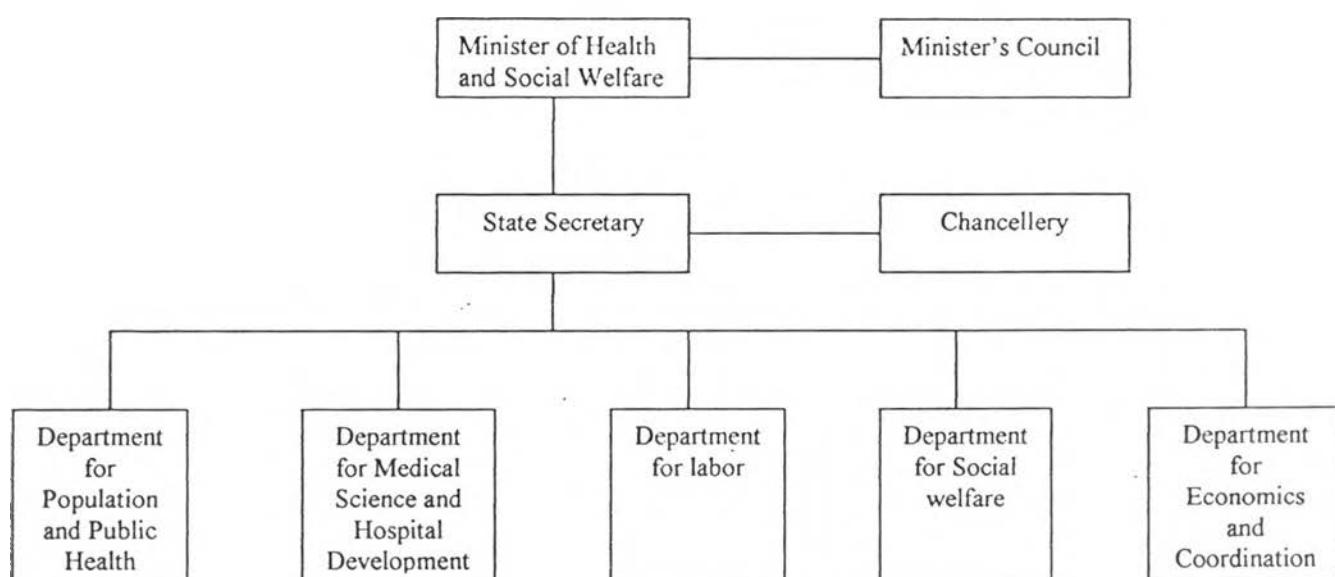 Minister of Health
and Social Welfare
Minister's Council
State Secretary
Chancellery
Department
for
Population
and Public
Health
Department
for Medical
Science and
Hospital
Development
Department
for labor
Department
for Social
welfare
Department
for
Economics
and
Coordination